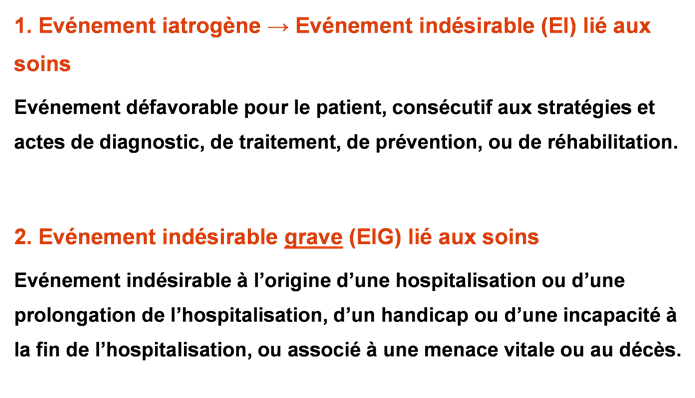 1. Evénement iatrogène → Evénement indésirable (EI) lié aux
soins
Evénement défavorable pour le patient, consécutif aux stratégies et
actes de diagnostic, de traitement, de prévention, ou de réhabilitation.
2. Evénement indésirable grave (EIG) lié aux soins
Evénement indésirable à l’origine d’une hospitalisation ou d’une
prolongation de l’hospitalisation, d’un handicap ou d’une incapacité à
la fin de l’hospitalisation, ou associé à une menace vitale ou au décès.